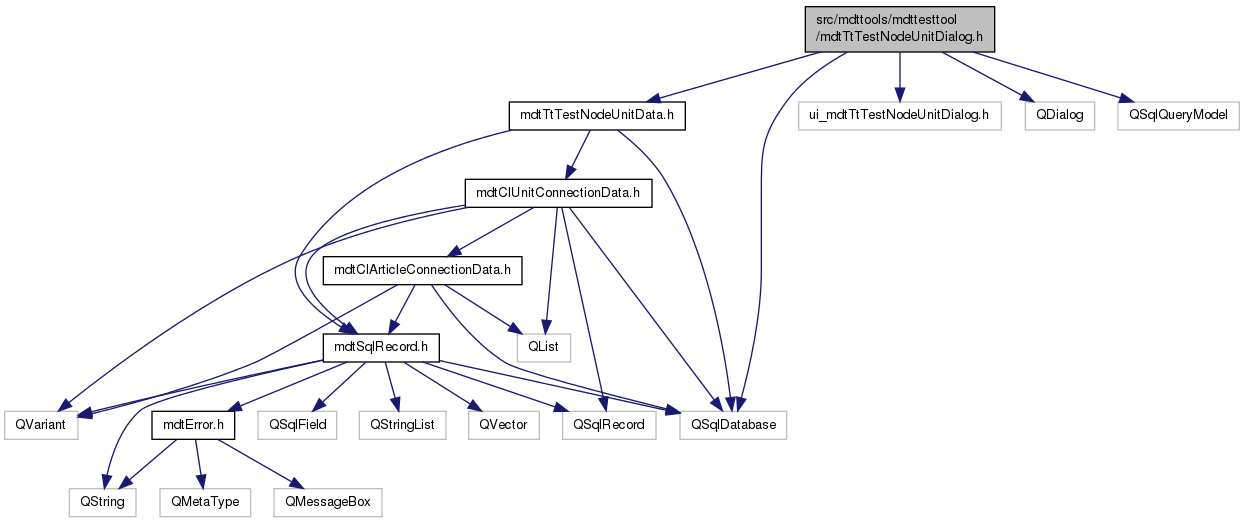 src/mdttools/mdttesttool
/mdtTtTestNodeUnitDialog.h
mdtTtTestNodeUnitData.h
ui_mdtTtTestNodeUnitDialog.h
QDialog
QSqlQueryModel
mdtClUnitConnectionData.h
mdtClArticleConnectionData.h
mdtSqlRecord.h
QList
QVariant
mdtError.h
QSqlField
QStringList
QVector
QSqlRecord
QSqlDatabase
QString
QMetaType
QMessageBox